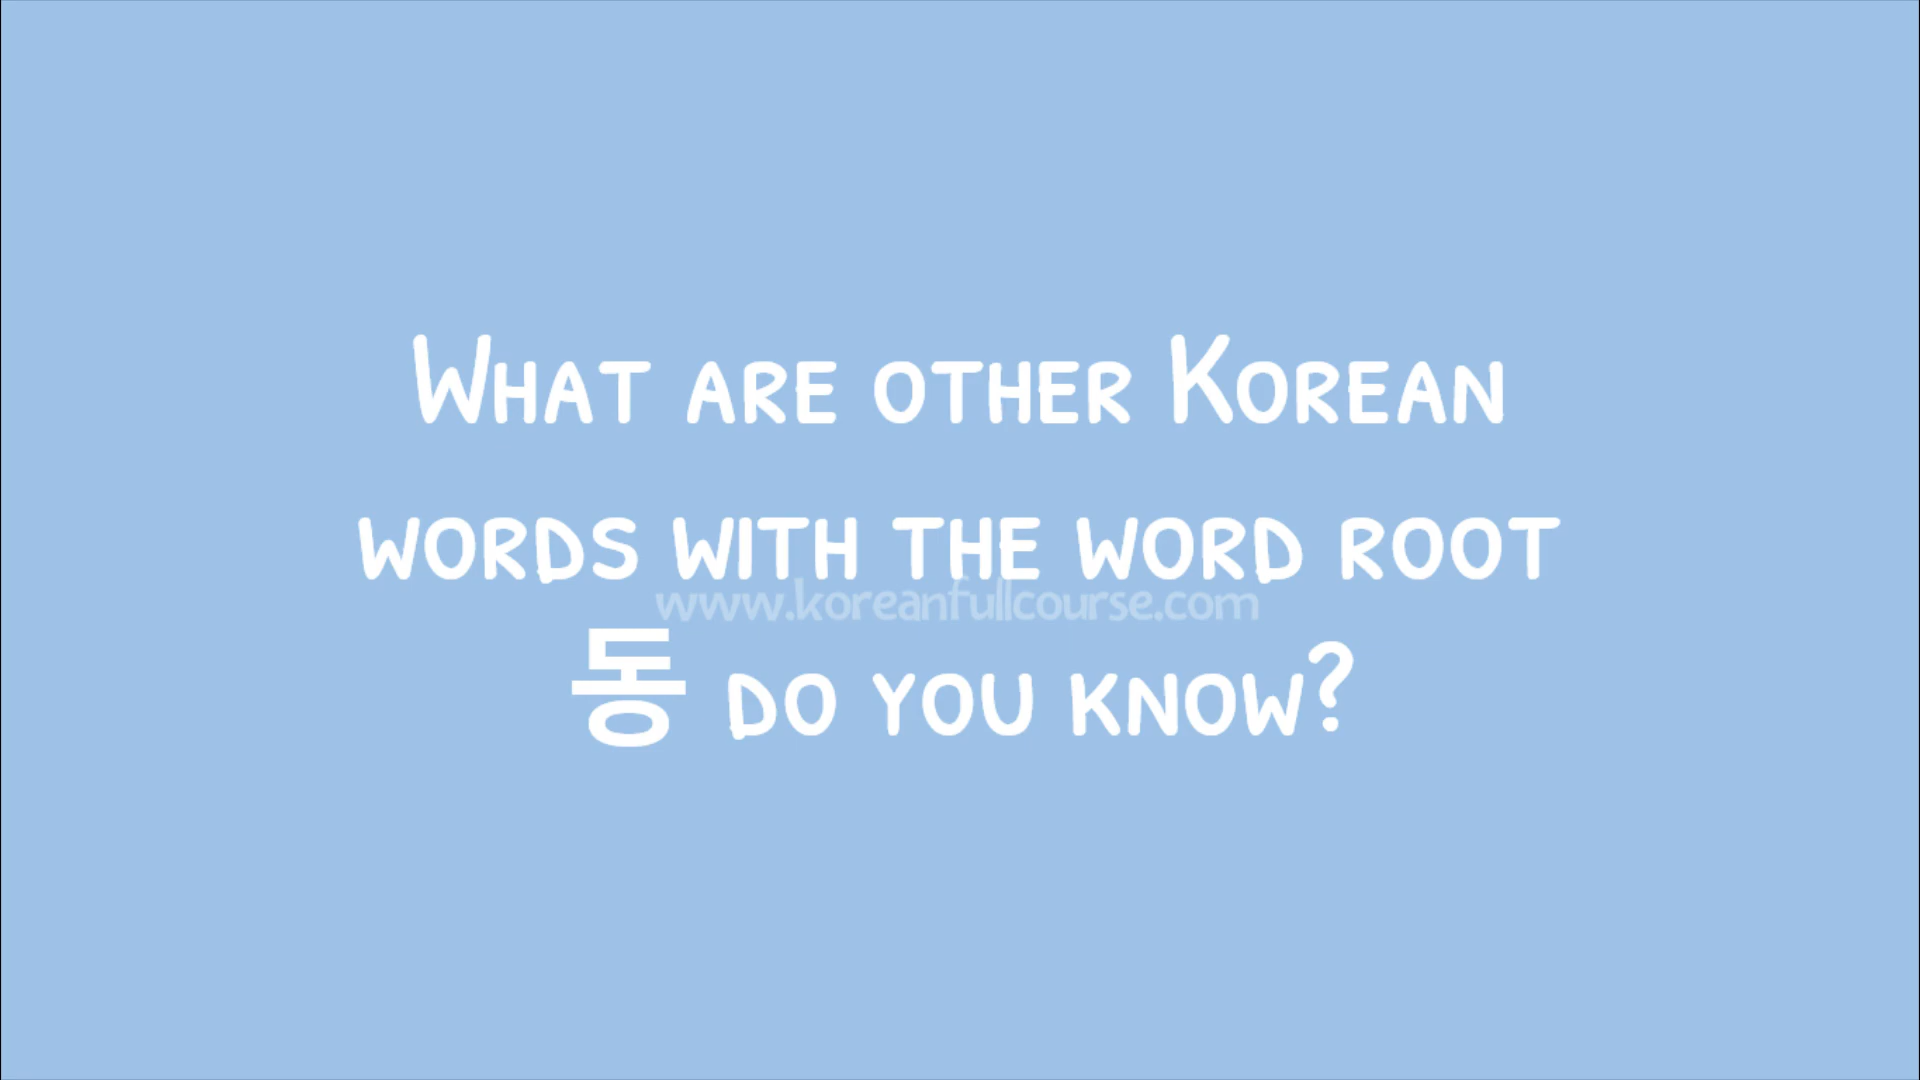 What are other Korean
words with the word root
www.koreanfullcourse.com
동 do you know?